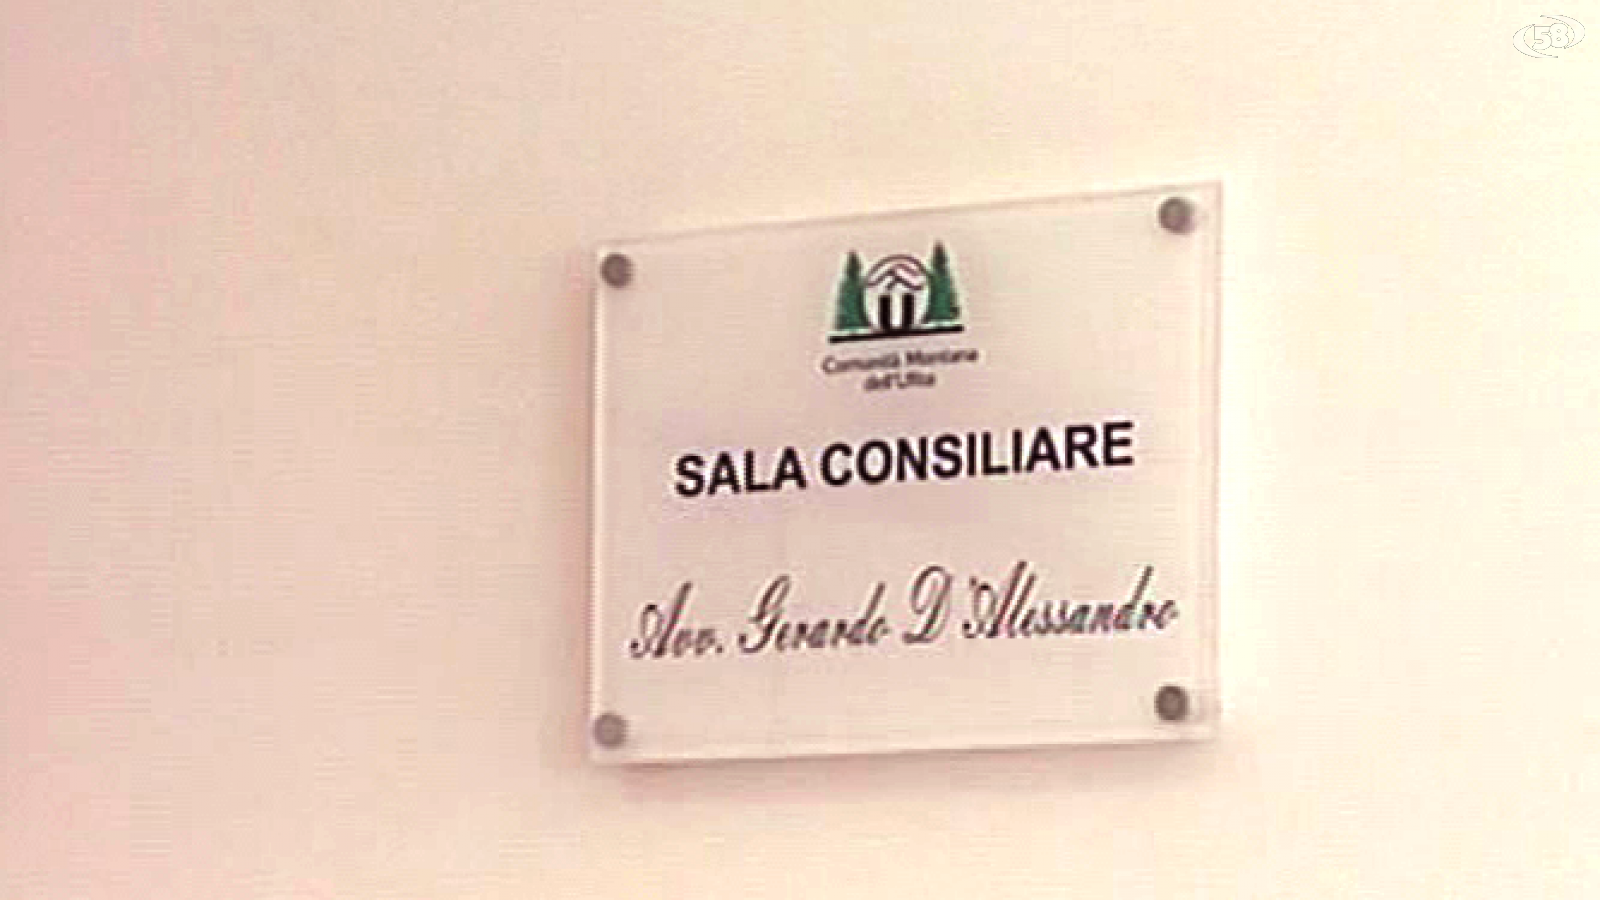 58
U
Comunità Montana
dell'Ufita
SALA CONSILIARE
Avv. Gerardo D'Alessandro